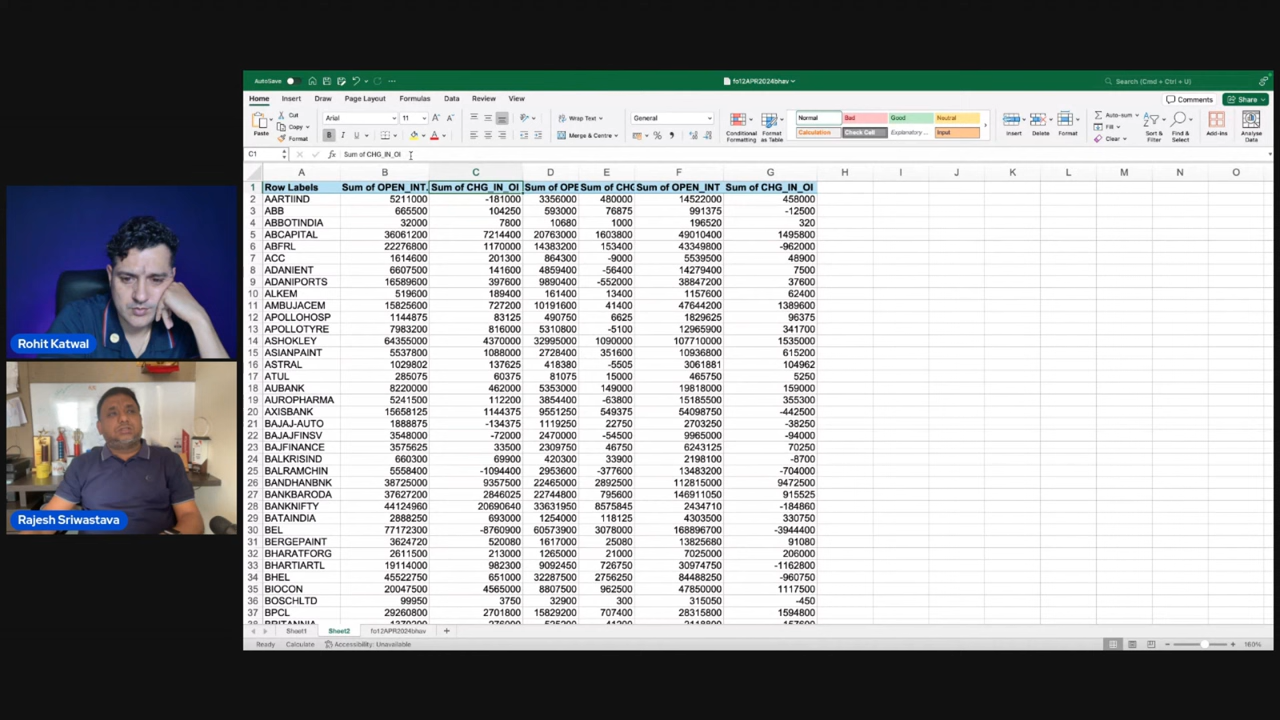 AutoSave
fo12APR2024bhav
Search (Cmd + Ctrl + U)
Home Insert Draw Page Layout Formulas Data Review View
Comments Share
Paste Cut Copy Format
Arial 11
Wrap Text
Merge & Centre
General
Conditional Formatting
Format as Table
Normal Bad Good Neutral
Calculation Check Cell Explanatory ... Input
Insert Delete Format
Auto-sum
Fill
Clear
Sort & Filter
Find & Select
Add-ins
Analyse Data
C1 fx Sum of CHG_IN_OI
A B C D E F G H I J K L M N O
1 Row Labels Sum of OPEN_INT. Sum of CHG_IN_OI Sum of OPE Sum of CHG Sum of OPEN_INT Sum of CHG_IN_OI
2 AARTIIND 5211000 -181000 3356000 480000 14522000 458000
3 ABB 665500 104250 593000 76875 991375 -12500
4 ABBOTINDIA 32000 7800 10680 1000 196520 320
5 ABCAPITAL 36061200 7214400 20763000 1603800 49010400 1495800
6 ABFRL 22276800 1170000 14383200 153400 43349800 -962000
7 ACC 1614600 201300 864300 -9000 5539500 48900
8 ADANIENT 6607500 141600 4859400 -56400 14279400 7500
9 ADANIPORTS 16589600 397600 9890400 -552000 38847200 37600
10 ALKEM 519600 189400 161400 13400 1157600 62400
11 AMBUJACEM 15825600 727200 10191600 41400 47644200 1389600
12 APOLLOHOSP 1144875 83125 490750 6625 1829625 96375
13 APOLLOTYRE 7983200 816000 5310800 -5100 12965900 341700
14 ASHOKLEY 64355000 4370000 32995000 1090000 107710000 1535000
15 ASIANPAINT 5537800 1088000 2728400 351600 10936800 615200
16 ASTRAL 1029802 137625 418380 -5505 3061881 104962
17 ATUL 285075 60375 81075 15000 465750 5250
18 AUBANK 8220000 462000 5353000 149000 19818000 159000
19 AUROPHARMA 5241500 112200 3854400 -63800 15185500 355300
20 AXISBANK 15658125 1144375 9551250 549375 54098750 -442500
21 BAJAJ-AUTO 1888875 -134375 1119250 22750 2703250 -38250
22 BAJAJFINSV 3548000 -72000 2470000 -54500 9965000 -94000
23 BAJFINANCE 3575625 33500 2309750 46750 6243125 70250
24 BALKRISIND 660300 69900 420300 33900 2198100 -8700
25 BALRAMCHIN 5558400 -1094400 2953600 -377600 13483200 -704000
26 BANDHANBNK 38725000 9357500 22465000 2892500 112815000 9472500
27 BANKBARODA 37627200 2846025 22744800 795600 146911050 915525
28 BANKNIFTY 44124960 20690640 33631950 8575845 2434710 -184860
29 BATAINDIA 2888250 693000 1254000 118125 4303500 330750
30 BEL 77172300 -8760900 60573900 3078000 168896700 -3944400
31 BERGEPAINT 3624720 520080 1617000 25080 13825680 91080
32 BHARATFORG 2611500 213000 1265000 21000 7025000 206000
33 BHARTIARTL 19114000 982300 9092450 726750 30974750 -1162800
34 BHEL 45522750 651000 32287500 2756250 84488250 -960750
35 BIOCON 20047500 4565000 8807500 962500 47850000 1117500
36 BOSCHLTD 99950 3750 32900 300 315050 -450
37 BPCL 29260800 2701800 15829200 707400 28315800 1594800
Sheet1 Sheet2 fo12APR2024bhav
Ready Calculate Accessibility: Unavailable
160%
Rohit Katwal
Rajesh Sriwastava